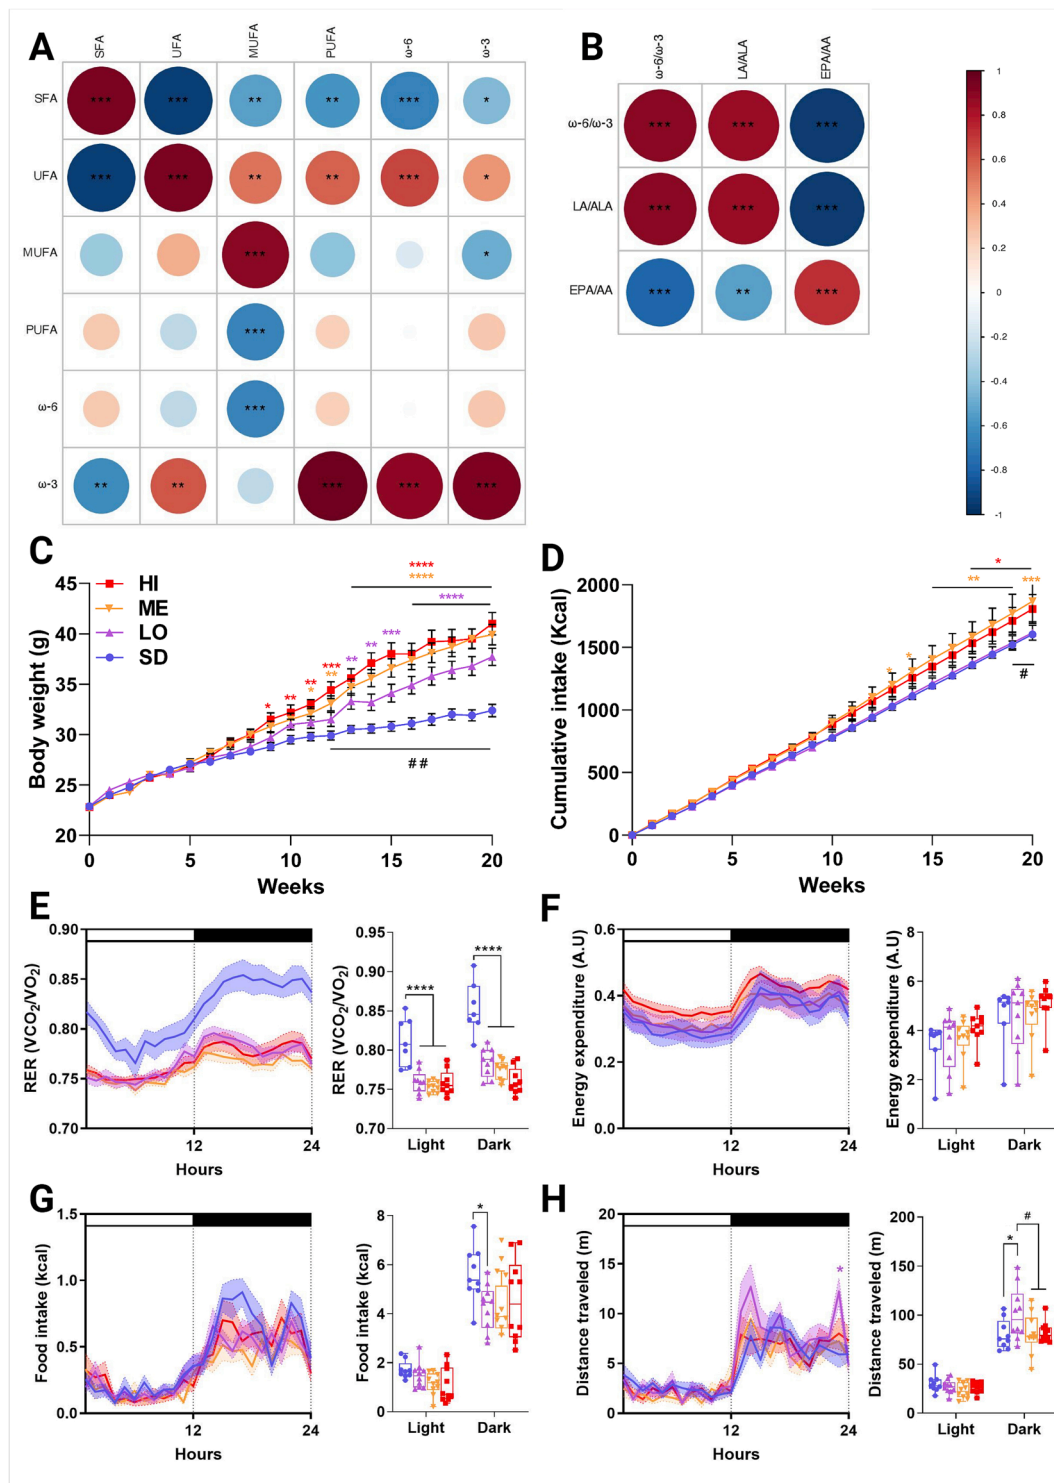 A
B
SFA
UFA
MUFA
PUFA
ω-6
ω-3
SFA *** *** ** ** *** *
UFA *** *** ** ** *** *
MUFA *** *
PUFA ***
ω-6 ***
ω-3 ** ** *** *** ***
ω-6/ω-3
LA/ALA
EPA/AA
ω-6/ω-3 *** *** ***
LA/ALA *** *** ***
EPA/AA *** ** ***
1
0.8
0.6
0.4
0.2
0
-0.2
-0.4
-0.6
-0.8
-1
C
HI
ME
LO
SD
45
40
35
30
25
20
Body weight (g)
****
****
****
* ** ** *** ** ** ***
* **
##
0 5 10 15 20
Weeks
D
2000
1500
1000
500
0
Cumulative intake (Kcal)
*
** ***
* *
#
0 5 10 15 20
Weeks
E
0.90
0.85
0.80
0.75
0.70
RER (VCO2/VO2)
12 24
Hours
0.95
0.90
0.85
0.80
0.75
0.70
RER (VCO2/VO2)
****
****
Light Dark
F
0.6
0.4
0.2
0.0
Energy expenditure (A.U)
12 24
Hours
8
6
4
2
0
Energy expenditure (A.U)
Light Dark
G
1.5
1.0
0.5
0.0
Food intake (kcal)
12 24
Hours
8
6
4
2
0
Food intake (kcal)
*
Light Dark
H
20
15
10
5
0
Distance traveled (m)
*
12 24
Hours
200
150
100
50
0
Distance traveled (m)
#
*
Light Dark